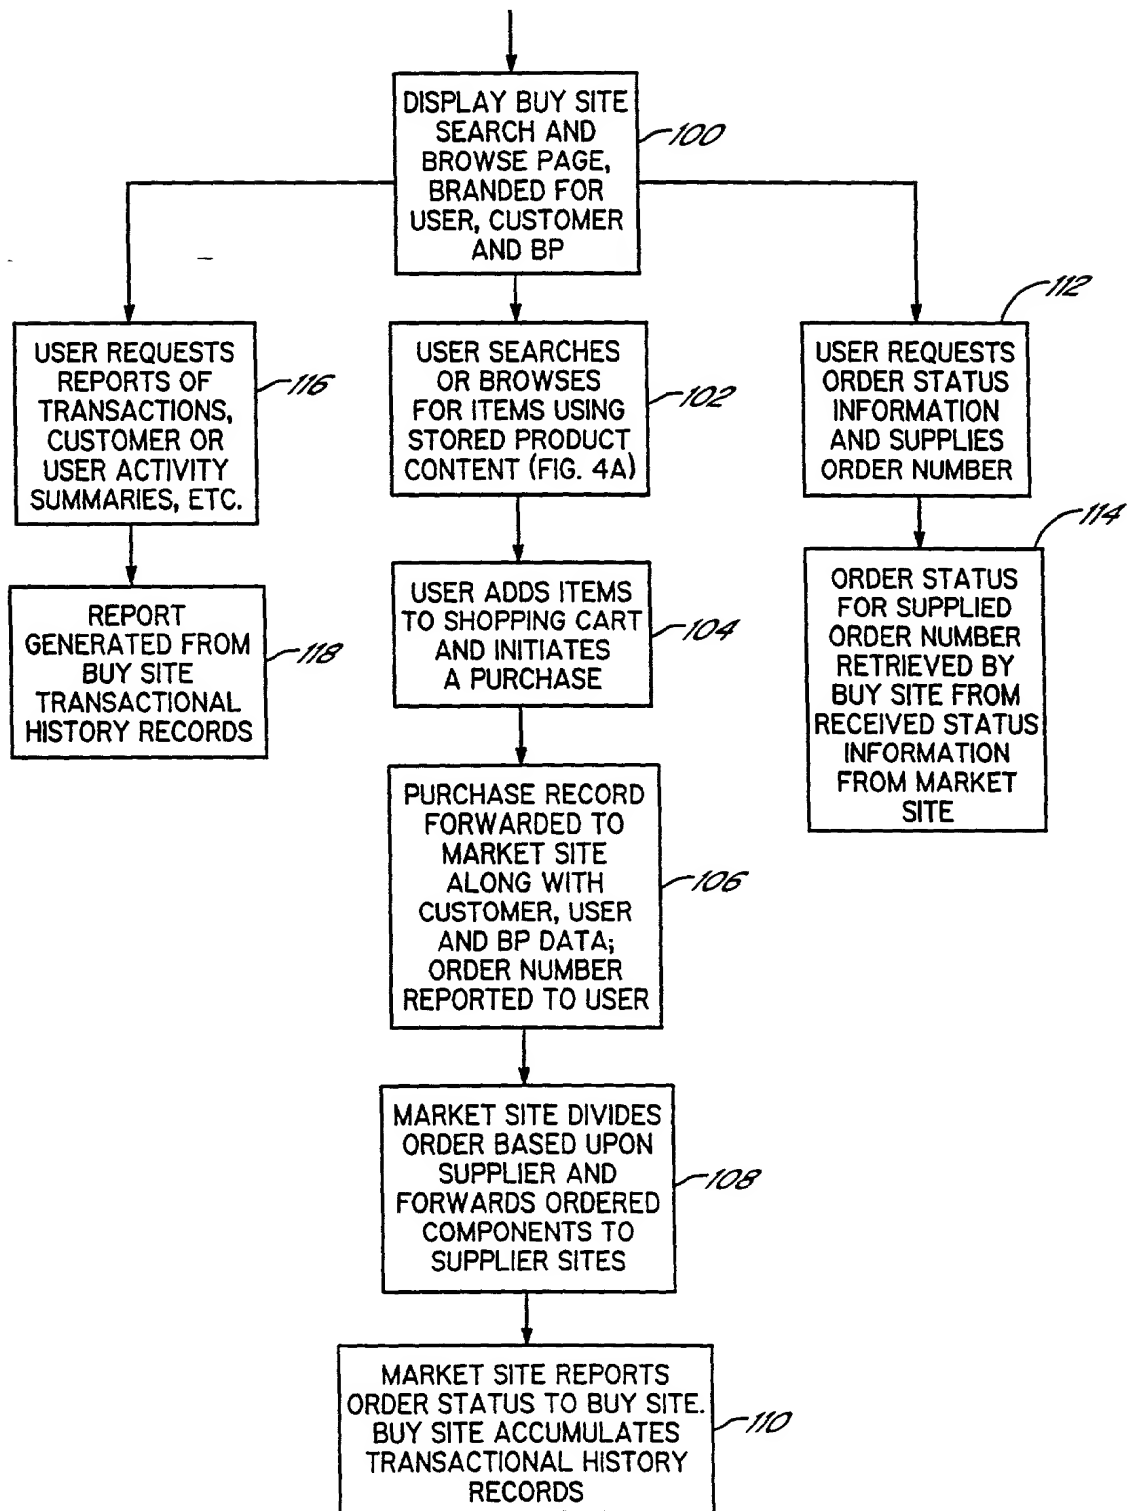 DISPLAY BUY SITE
SEARCH AND
BROWSE PAGE,
BRANDED FOR
USER, CUSTOMER
AND BP
100
USER REQUESTS
REPORTS OF
TRANSACTIONS,
CUSTOMER OR
USER ACTIVITY
SUMMARIES, ETC.
116
REPORT
GENERATED FROM
BUY SITE
TRANSACTIONAL
HISTORY RECORDS
118
USER SEARCHES
OR BROWSES
FOR ITEMS USING
STORED PRODUCT
CONTENT (FIG. 4A)
102
USER ADDS ITEMS
TO SHOPPING CART
AND INITIATES
A PURCHASE
104
PURCHASE RECORD
FORWARDED TO
MARKET SITE
ALONG WITH
CUSTOMER, USER
AND BP DATA;
ORDER NUMBER
REPORTED TO USER
106
MARKET SITE DIVIDES
ORDER BASED UPON
SUPPLIER AND
FORWARDS ORDERED
COMPONENTS TO
SUPPLIER SITES
108
MARKET SITE REPORTS
ORDER STATUS TO BUY SITE.
BUY SITE ACCUMULATES
TRANSACTIONAL HISTORY
RECORDS
110
112
USER REQUESTS
ORDER STATUS
INFORMATION
AND SUPPLIES
ORDER NUMBER
114
ORDER STATUS
FOR SUPPLIED
ORDER NUMBER
RETRIEVED BY
BUY SITE FROM
RECEIVED STATUS
INFORMATION
FROM MARKET
SITE